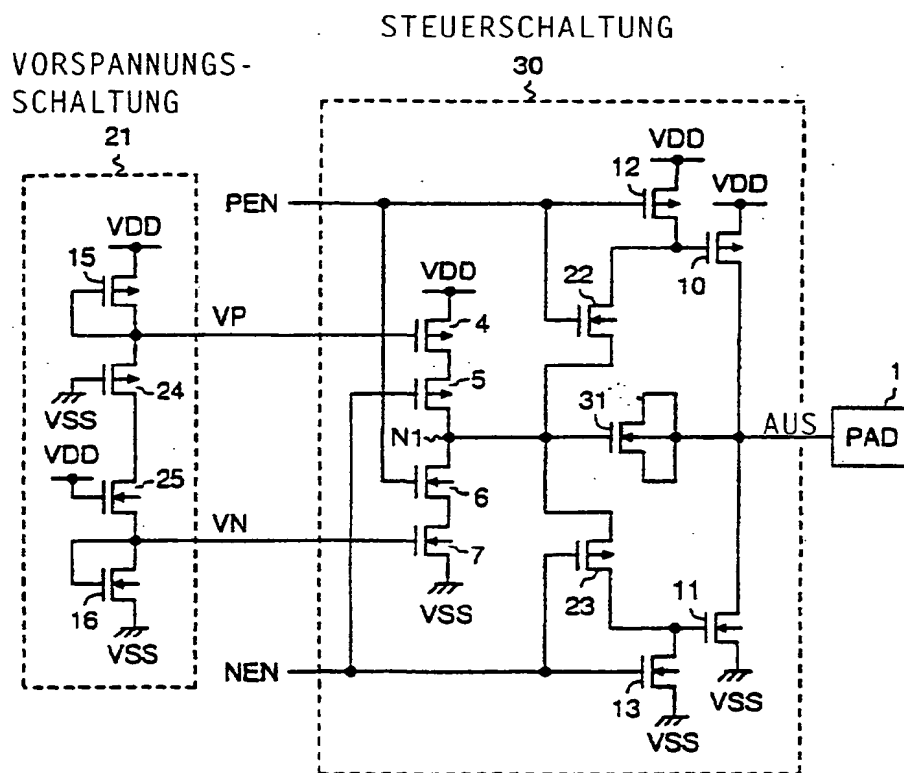 STEUERSCHALTUNG
30
VORSPANNUNGS-
SCHALTUNG
21
VDD
15
VP
24
VSS
VDD
25
VN
16
VSS
PEN
NEN
VDD
12
VDD
10
22
VDD
4
5
N1
6
7
VSS
31
AUS
1
PAD
23
11
VSS
13
VSS